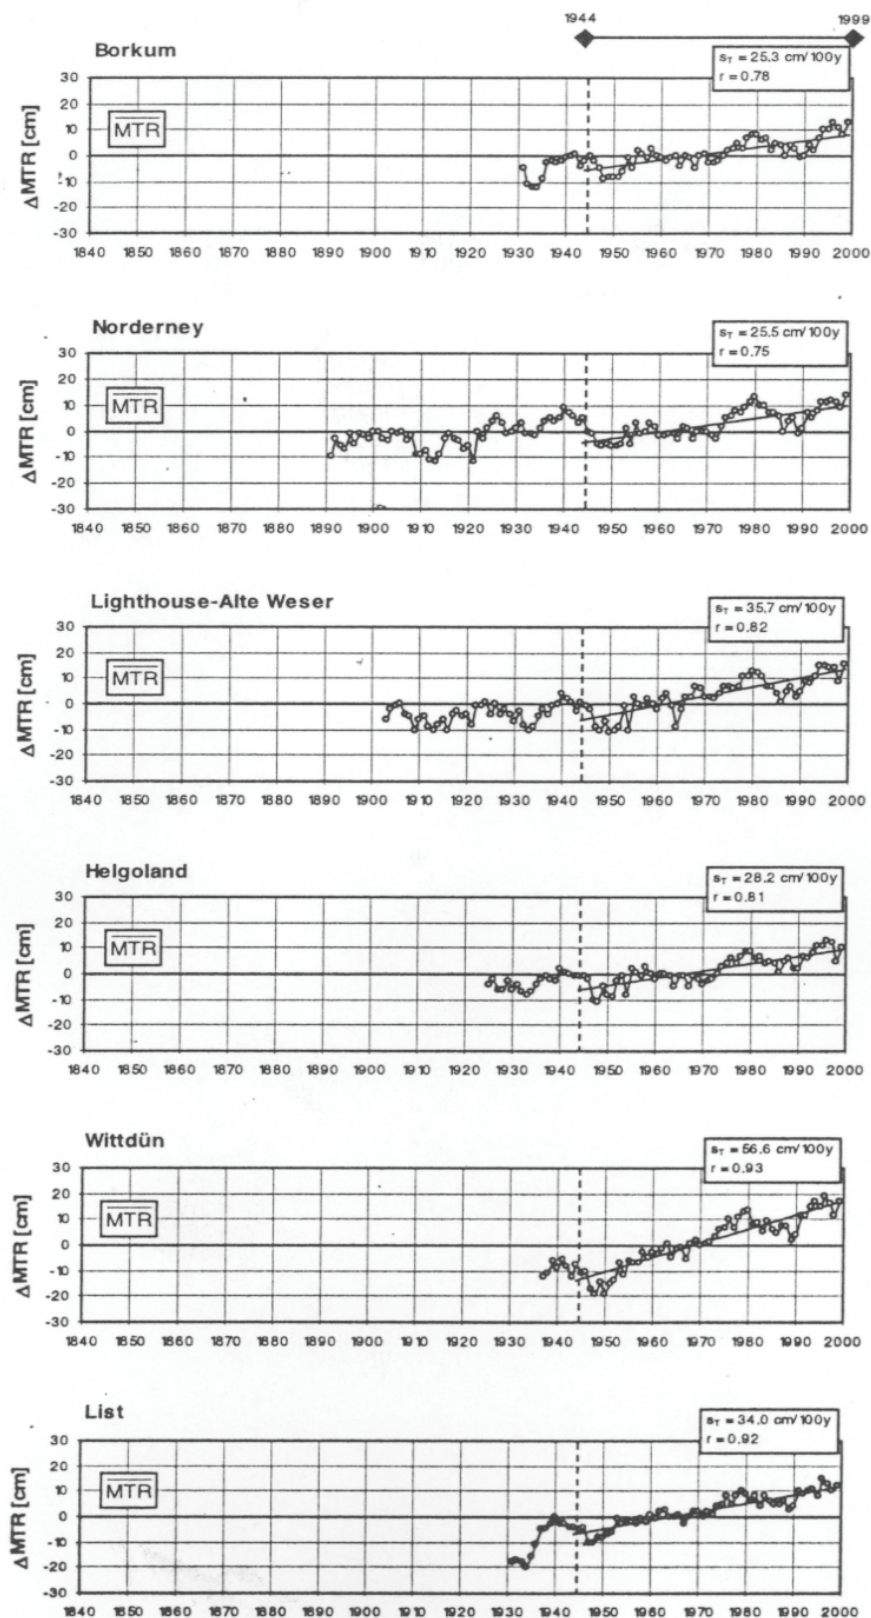 1944 1999
Borkum
sT = 25.3 cm/100y
r = 0.78
MTR
ΔMTR [cm]
30
20
10
0
-10
-20
-30
1840 1850 1860 1870 1880 1890 1900 1910 1920 1930 1940 1950 1960 1970 1980 1990 2000
Norderney
sT = 25.5 cm/100y
r = 0.75
MTR
ΔMTR [cm]
30
20
10
0
-10
-20
-30
1840 1850 1860 1870 1880 1890 1900 1910 1920 1930 1940 1950 1960 1970 1980 1990 2000
Lighthouse-Alte Weser
sT = 35.7 cm/100y
r = 0.82
MTR
ΔMTR [cm]
30
20
10
0
-10
-20
-30
1840 1850 1860 1870 1880 1890 1900 1910 1920 1930 1940 1950 1960 1970 1980 1990 2000
Helgoland
sT = 28.2 cm/100y
r = 0.81
MTR
ΔMTR [cm]
30
20
10
0
-10
-20
-30
1840 1850 1860 1870 1880 1890 1900 1910 1920 1930 1940 1950 1960 1970 1980 1990 2000
Wittdün
sT = 56.6 cm/100y
r = 0.93
MTR
ΔMTR [cm]
30
20
10
0
-10
-20
-30
1840 1850 1860 1870 1880 1890 1900 1910 1920 1930 1940 1950 1960 1970 1980 1990 2000
List
sT = 34.0 cm/100y
r = 0.92
MTR
ΔMTR [cm]
30
20
10
0
-10
-20
-30
1840 1850 1860 1870 1880 1890 1900 1910 1920 1930 1940 1950 1960 1970 1980 1990 2000